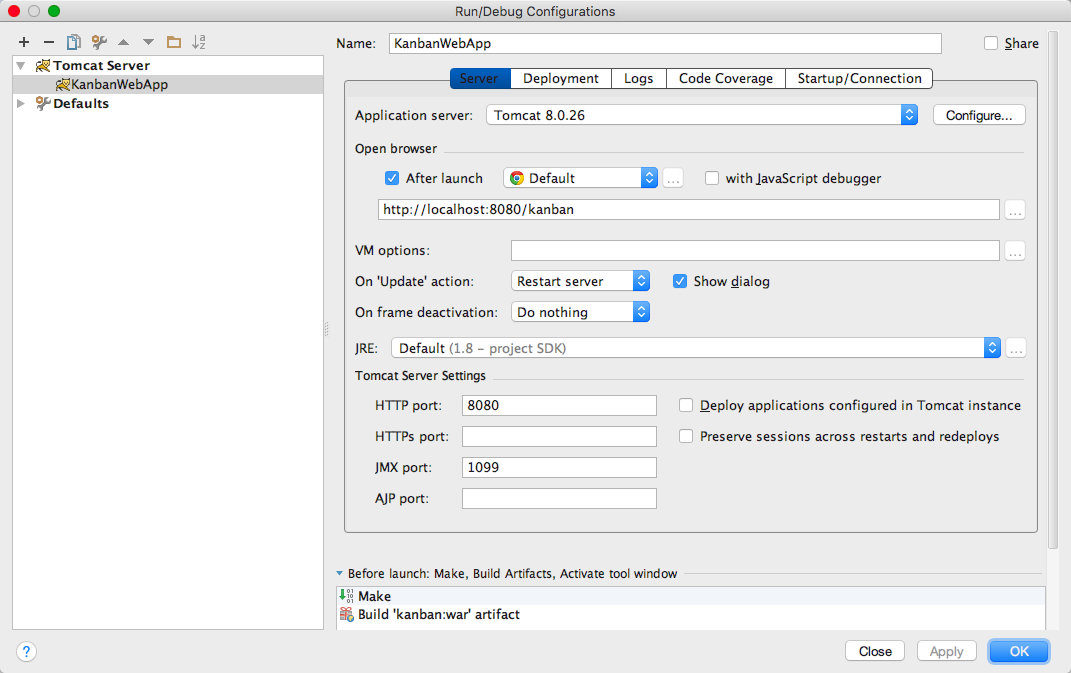 Run/Debug Configurations
Name: KanbanWebApp Share
Tomcat Server
KanbanWebApp
Defaults
Server Deployment Logs Code Coverage Startup/Connection
Application server: Tomcat 8.0.26 Configure...
Open browser
After launch Default ... with JavaScript debugger
http://localhost:8080/kanban ...
VM options: ...
On 'Update' action: Restart server Show dialog
On frame deactivation: Do nothing
JRE: Default (1.8 – project SDK) ...
Tomcat Server Settings
HTTP port: 8080 Deploy applications configured in Tomcat instance
HTTPs port: Preserve sessions across restarts and redeploys
JMX port: 1099
AJP port:
Before launch: Make, Build Artifacts, Activate tool window
Make
Build 'kanban:war' artifact
? Close Apply OK